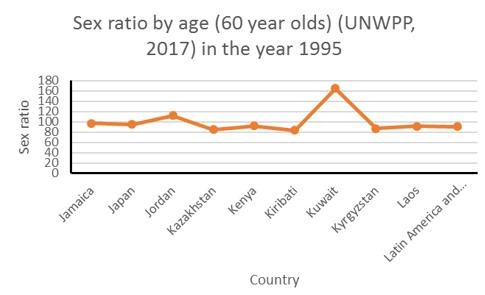 Sex ratio by age (60 year olds) (UNWPP,
2017) in the year 1995
180
160
140
120
100
80
60
40
20
0
Sex ratio
Jamaica
Japan
Jordan
Kazakhstan
Kenya
Kiribati
Kuwait
Kyrgyzstan
Laos
Latin America and...
Country